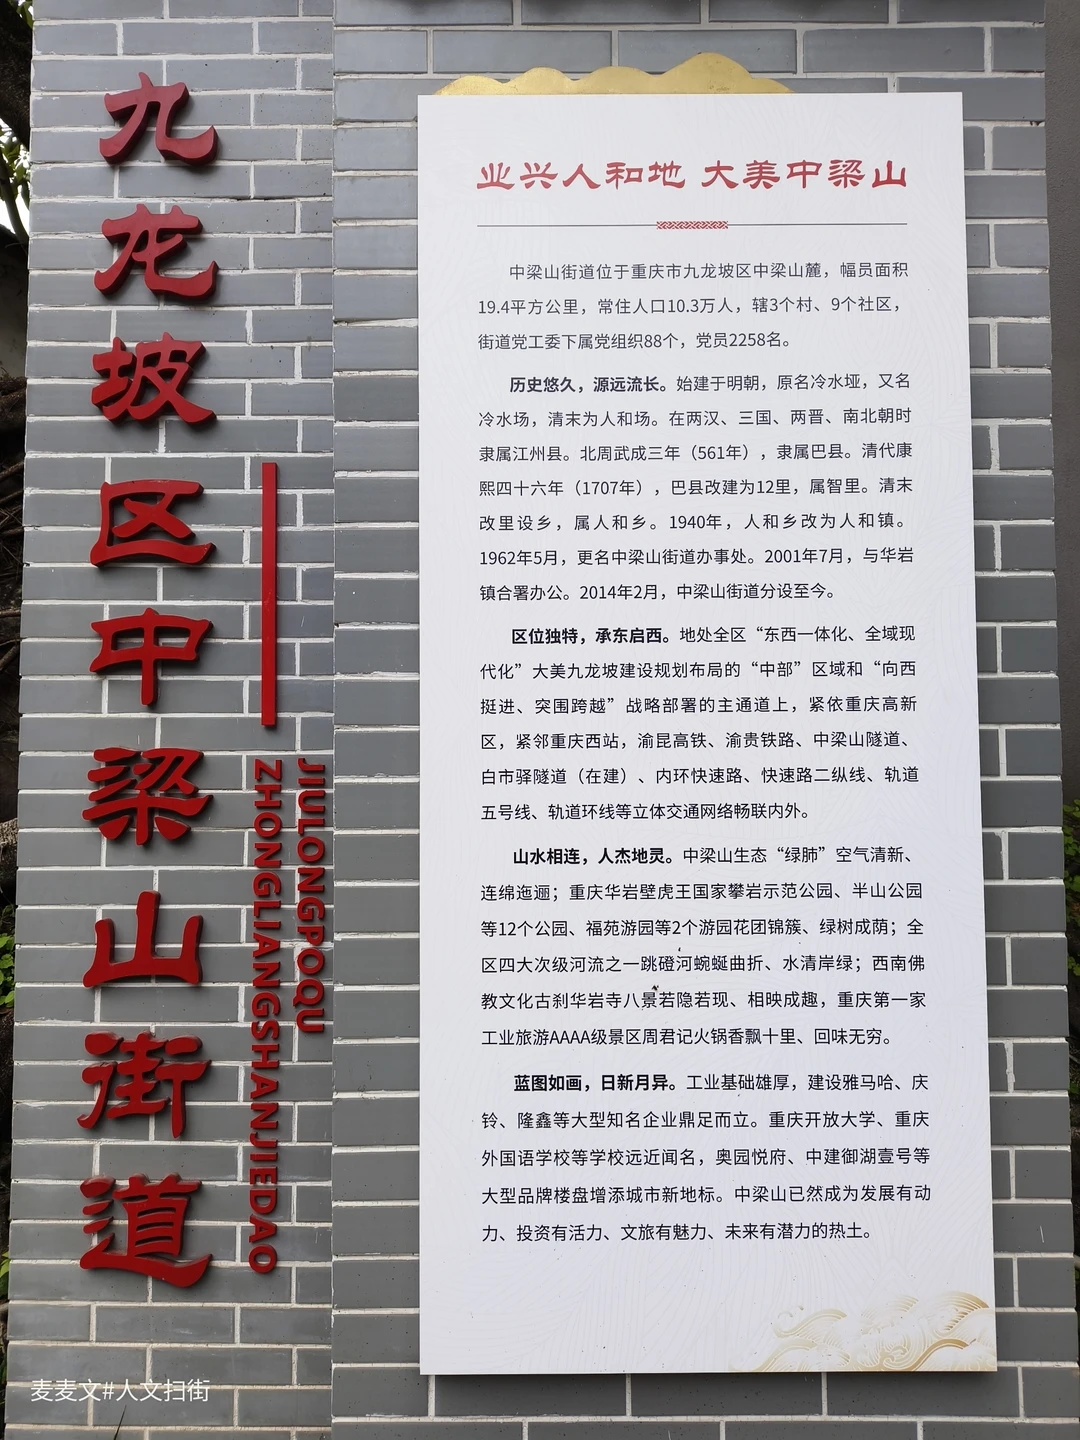 九龙坡区中梁山街道
JIULONGPOQU
ZHONGLIANGSHANJIEDAO
业兴人和地 大美中梁山
中梁山街道位于重庆市九龙坡区中梁山麓，幅员面积
19.4平方公里，常住人口10.3万人，辖3个村、9个社区，
街道党工委下属党组织88个，党员2258名。
历史悠久，源远流长。始建于明朝，原名冷水垭，又名
冷水场，清末为人和场。在两汉、三国、两晋、南北朝时
隶属江州县。北周武成三年（561年），隶属巴县。清代康
熙四十六年（1707年），巴县改建为12里，属智里。清末
改里设乡，属人和乡。1940年，人和乡改为人和镇。
1962年5月，更名中梁山街道办事处。2001年7月，与华岩
镇合署办公。2014年2月，中梁山街道分设至今。
区位独特，承东启西。地处全区“东西一体化、全域现
代化”大美九龙坡建设规划布局的“中部”区域和“向西
挺进、突围跨越”战略部署的主通道上，紧依重庆高新
区，紧邻重庆西站，渝昆高铁、渝贵铁路、中梁山隧道、
白市驿隧道（在建）、内环快速路、快速路二纵线、轨道
五号线、轨道环线等立体交通网络畅联内外。
山水相连，人杰地灵。中梁山生态“绿肺”空气清新、
连绵迤逦；重庆华岩壁虎王国家攀岩示范公园、半山公园
等12个公园、福苑游园等2个游园花团锦簇、绿树成荫；全
区四大次级河流之一跳磴河蜿蜒曲折、水清岸绿；西南佛
教文化古刹华岩寺八景若隐若现、相映成趣，重庆第一家
工业旅游AAAA级景区周君记火锅香飘十里、回味无穷。
蓝图如画，日新月异。工业基础雄厚，建设雅马哈、庆
铃、隆鑫等大型知名企业鼎足而立。重庆开放大学、重庆
外国语学校等学校远近闻名，奥园悦府、中建御湖壹号等
大型品牌楼盘增添城市新地标。中梁山已然成为发展有动
力、投资有活力、文旅有魅力、未来有潜力的热土。
麦麦文#人文扫街